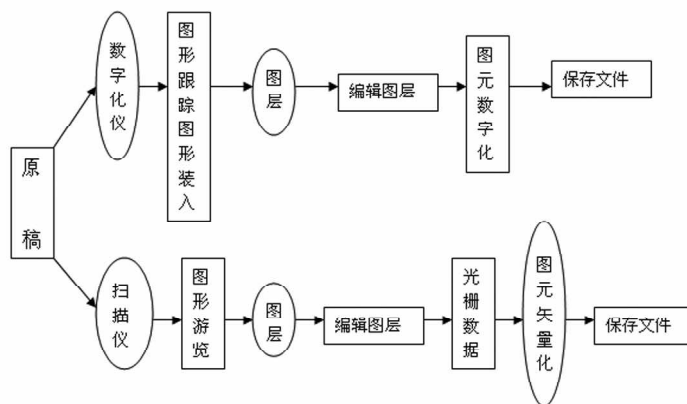 原稿
数字化仪
图形跟踪图形装入
图层
编辑图层
图元数字化
保存文件
扫描仪
图形游览
图层
编辑图层
光栅数据
图元矢量化
保存文件